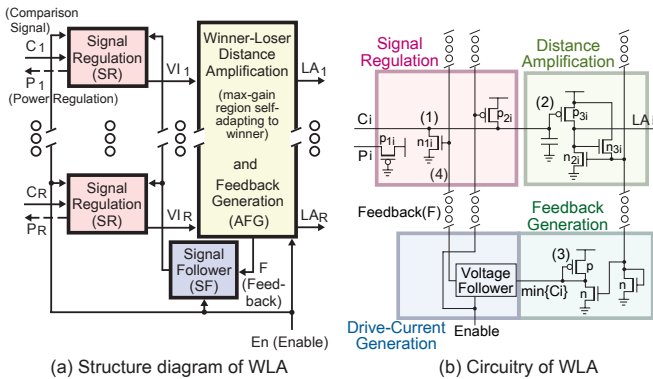 (Comparison
Signal)
C1
P1
(Power Regulation)
Signal
Regulation
(SR)
VI1
Winner-Loser
Distance
Amplification
(max-gain
region self-
adapting to
winner)
and
Feedback
Generation
(AFG)
LA1
CR
PR
Signal
Regulation
(SR)
VIR
LAR
Signal
Follower
(SF)
F
(Feed-
back)
En (Enable)
(a) Structure diagram of WLA
Signal
Regulation
Distance
Amplification
Ci
Pi
(1)
p1i
n1i
p2i
(4)
(2)
p3i
n3i
n2i
LAi
Feedback(F)
Feedback
Generation
Voltage
Follower
min{Ci}
(3)
p
n
n
Enable
Drive-Current
Generation
(b) Circuitry of WLA